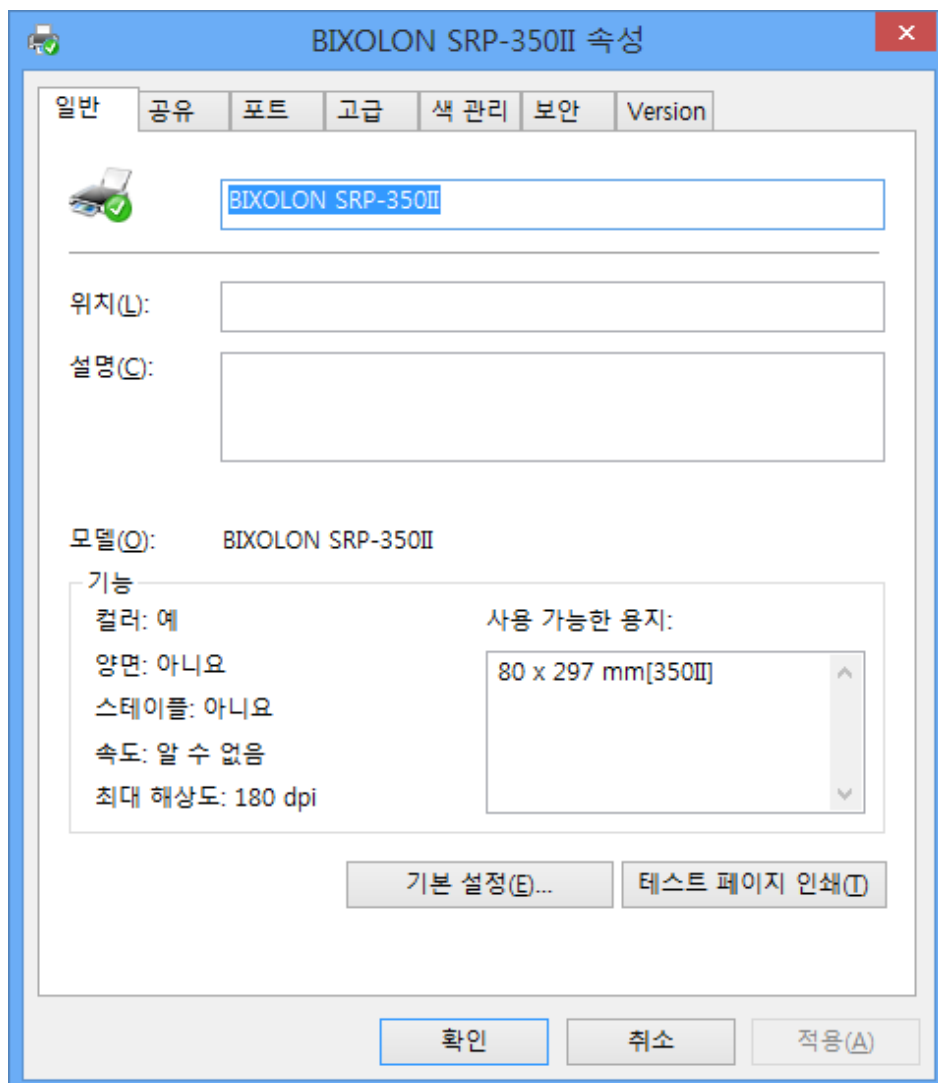 BIXOLON SRP-350II 속성
일반 공유 포트 고급 색 관리 보안 Version
BIXOLON SRP-350II
위치(L):
설명(C):
모델(O): BIXOLON SRP-350II
기능
컬러: 예 사용 가능한 용지:
양면: 아니요 80 x 297 mm[350II]
스테이플: 아니요
속도: 알 수 없음
최대 해상도: 180 dpi
기본 설정(E)... 테스트 페이지 인쇄(T)
확인 취소 적용(A)